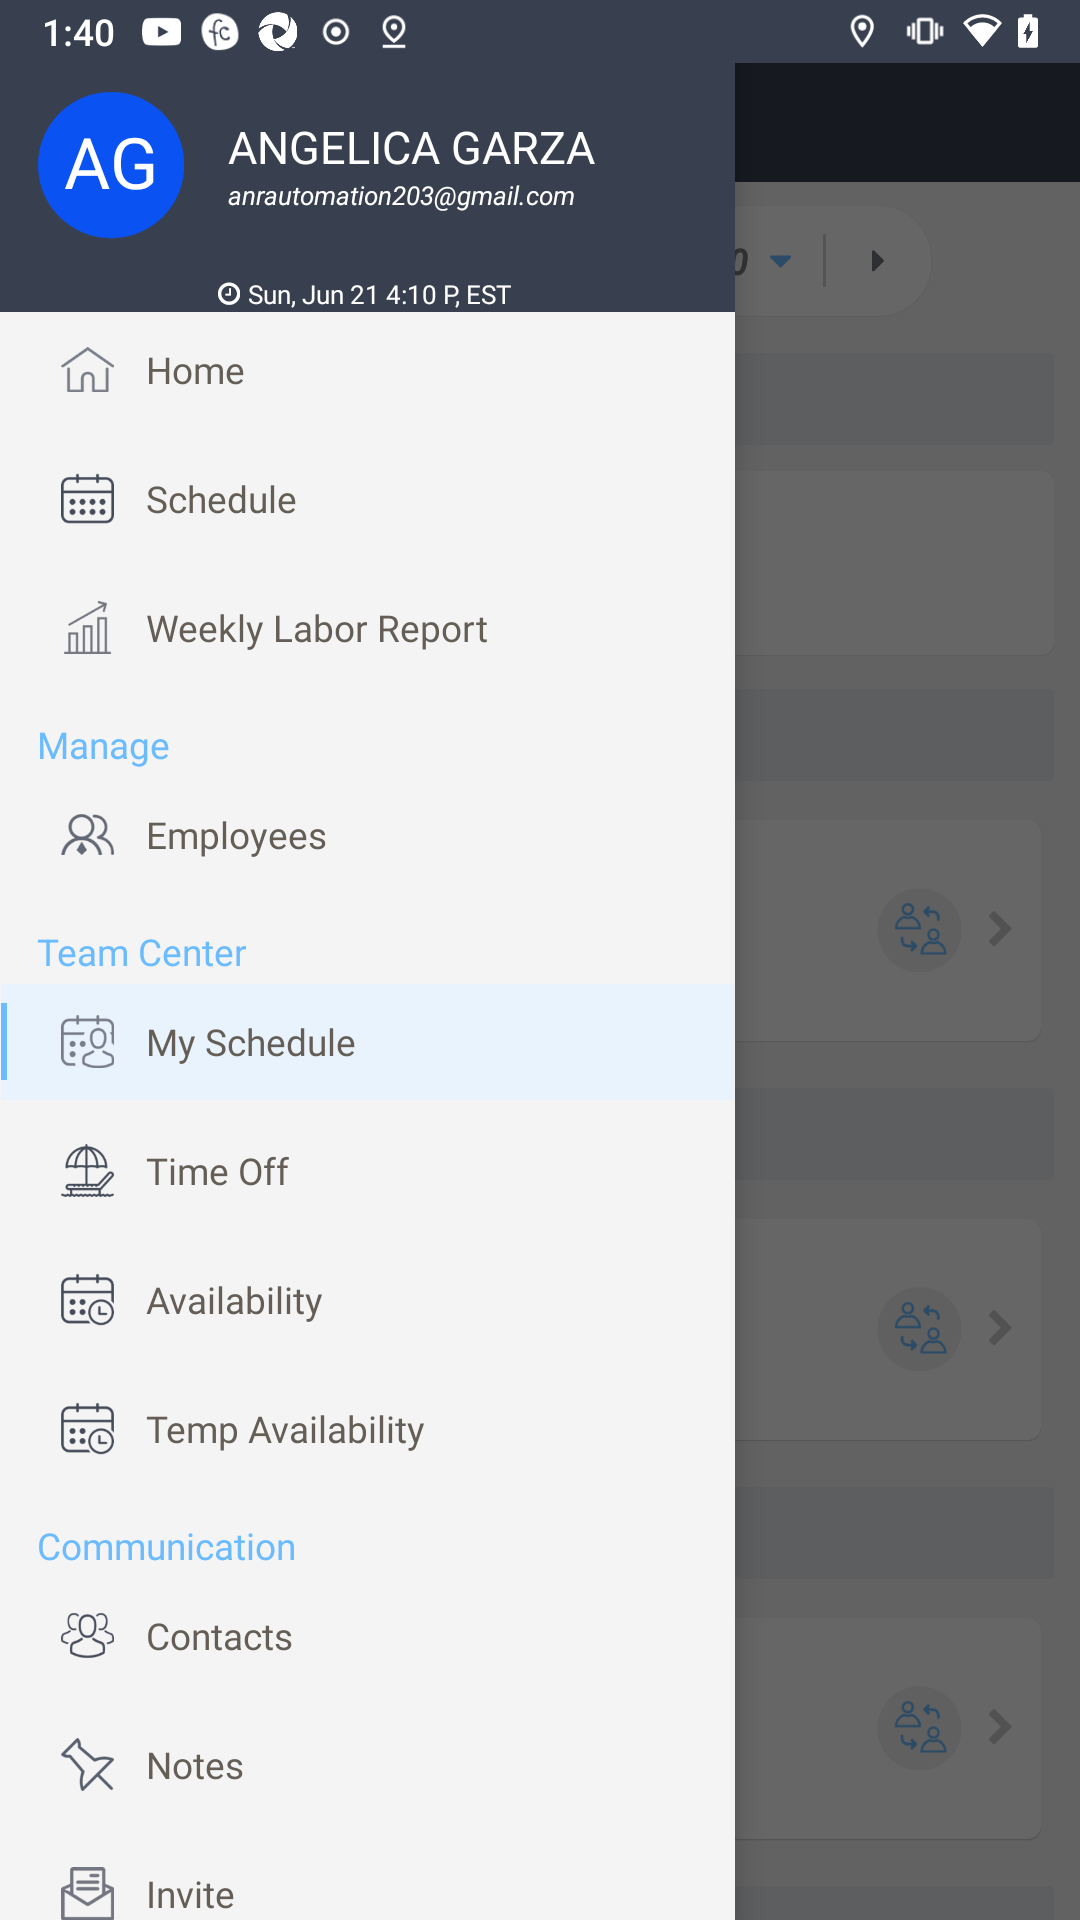 1:40
AG
ANGELICA GARZA
anrautomation203@gmail.com
Sun, Jun 21 4:10 P, EST
0
Home
Schedule
Weekly Labor Report
Manage
Employees
Team Center
My Schedule
Time Off
Availability
Temp Availability
Communication
Contacts
Notes
Invite